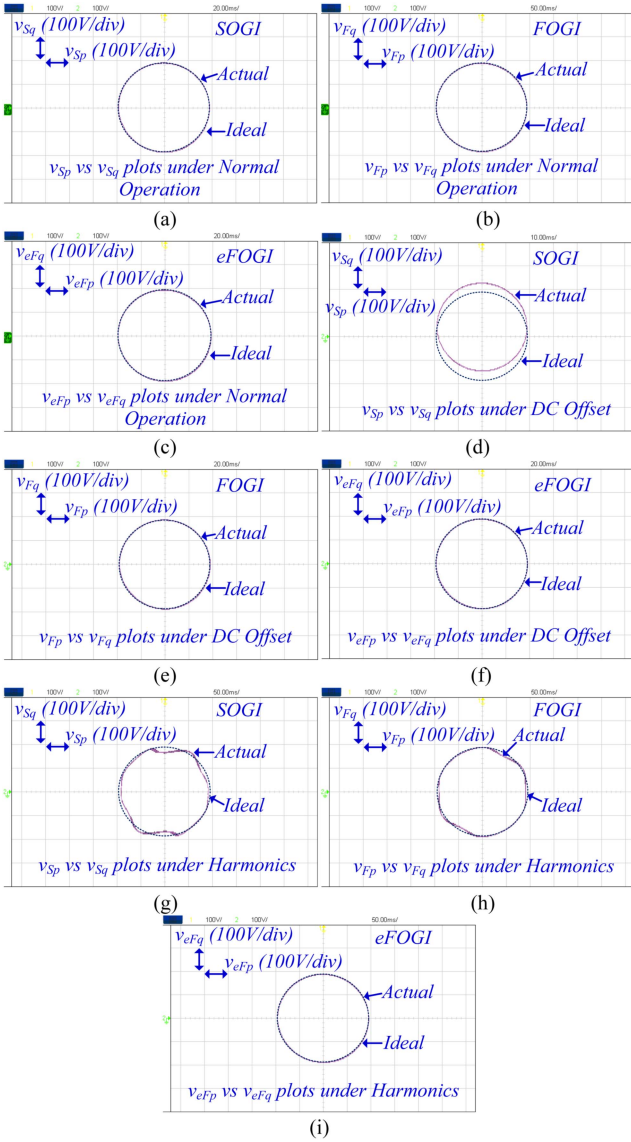 100V/ 100V/ 20.00ms/
vSq (100V/div) SOGI
vSp (100V/div)
Actual
Ideal
vSp vs vSq plots under Normal
Operation
(a)
100V/ 2 100V/ 50.00ms/
vFq (100V/div) FOGI
vFp (100V/div)
Actual
Ideal
vFp vs vFq plots under Normal
Operation
(b)
100V/ 2 100V/ 20.00ms/
veFq (100V/div) eFOGI
veFp (100V/div)
Actual
Ideal
veFp vs veFq plots under Normal
Operation
(c)
100V/ 2 100V/ 10.00ms/
vSq (100V/div) SOGI
vSp (100V/div)
Actual
Ideal
vSp vs vSq plots under DC Offset
(d)
100V/ 2 100V/ 20.00ms/
vFq (100V/div) FOGI
vFp (100V/div)
Actual
Ideal
vFp vs vFq plots under DC Offset
(e)
100V/ 2 100V/ 20.00ms/
veFq (100V/div) eFOGI
veFp (100V/div)
Actual
Ideal
veFp vs veFq plots under DC Offset
(f)
100V/ 2 100V/ 50.00ms/
vSq (100V/div) SOGI
vSp (100V/div)
Actual
Ideal
vSp vs vSq plots under Harmonics
(g)
100V/ 2 100V/ 50.00ms/
vFq (100V/div) FOGI
vFp (100V/div)
Actual
Ideal
vFp vs vFq plots under Harmonics
(h)
100V/ 2 100V/ 50.00ms/
veFq (100V/div) eFOGI
veFp (100V/div)
Actual
Ideal
veFp vs veFq plots under Harmonics
(i)